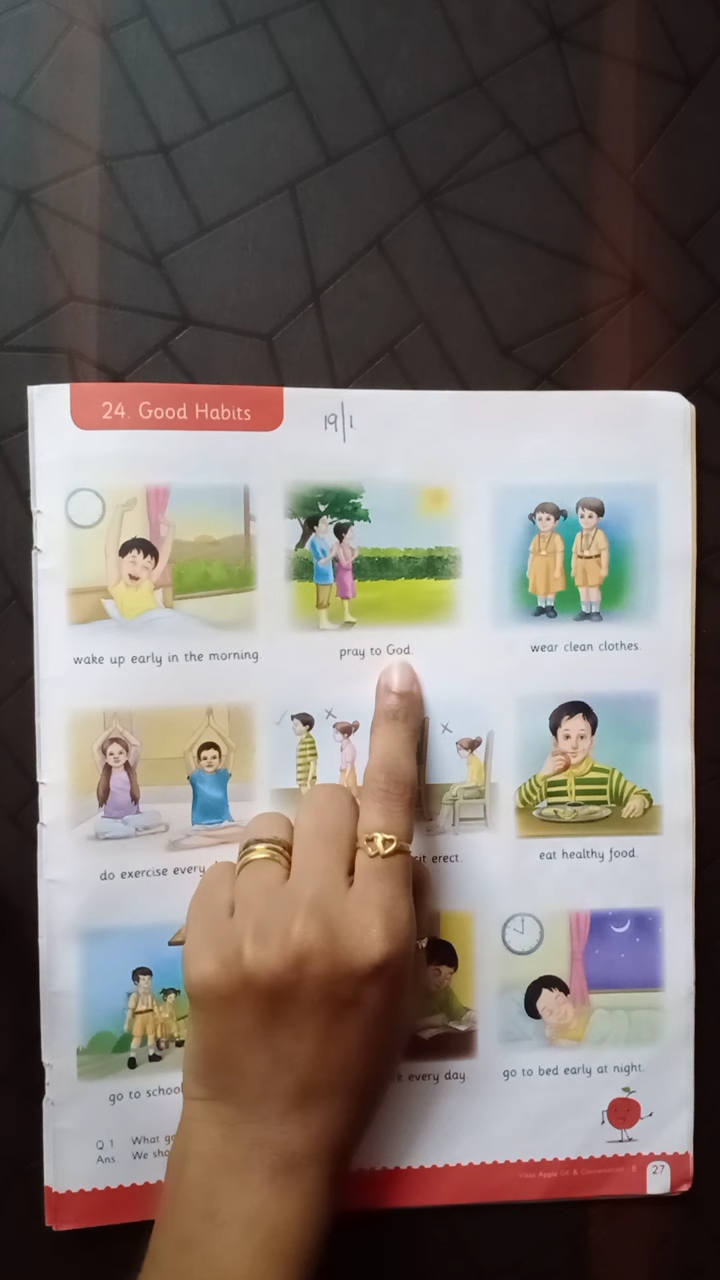 24. Good Habits
19/1
wake up early in the morning.
pray to God.
wear clean clothes.
do exercise every
sit erect.
eat healthy food.
go to school
every day.
go to bed early at night.
Q.1 What
Ans. We
27